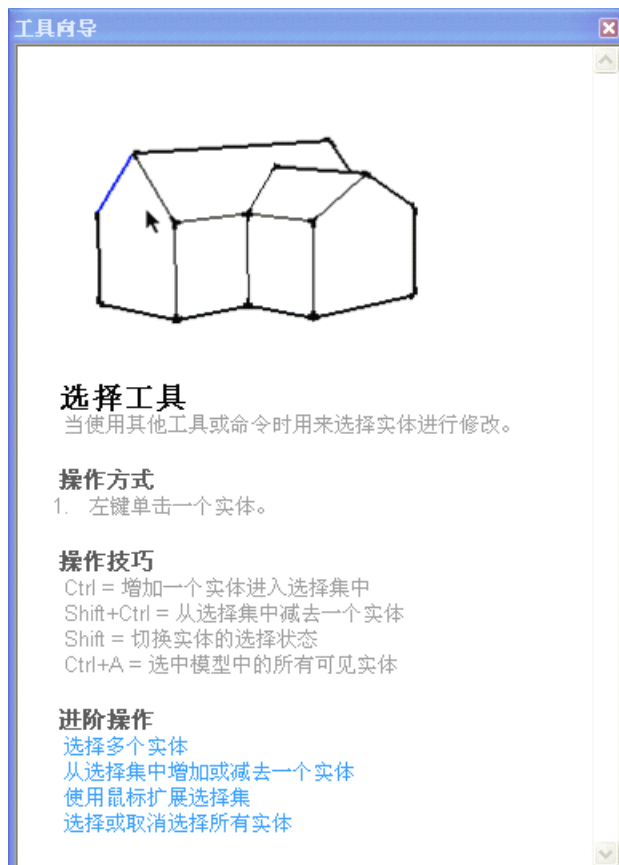 工具向导
选择工具
当使用其他工具或命令时用来选择实体进行修改。
操作方式
1. 左键单击一个实体。
操作技巧
Ctrl = 增加一个实体进入选择集中
Shift+Ctrl = 从选择集中减去一个实体
Shift = 切换实体的选择状态
Ctrl+A = 选中模型中的所有可见实体
进阶操作
选择多个实体
从选择集中增加或减去一个实体
使用鼠标扩展选择集
选择或取消选择所有实体